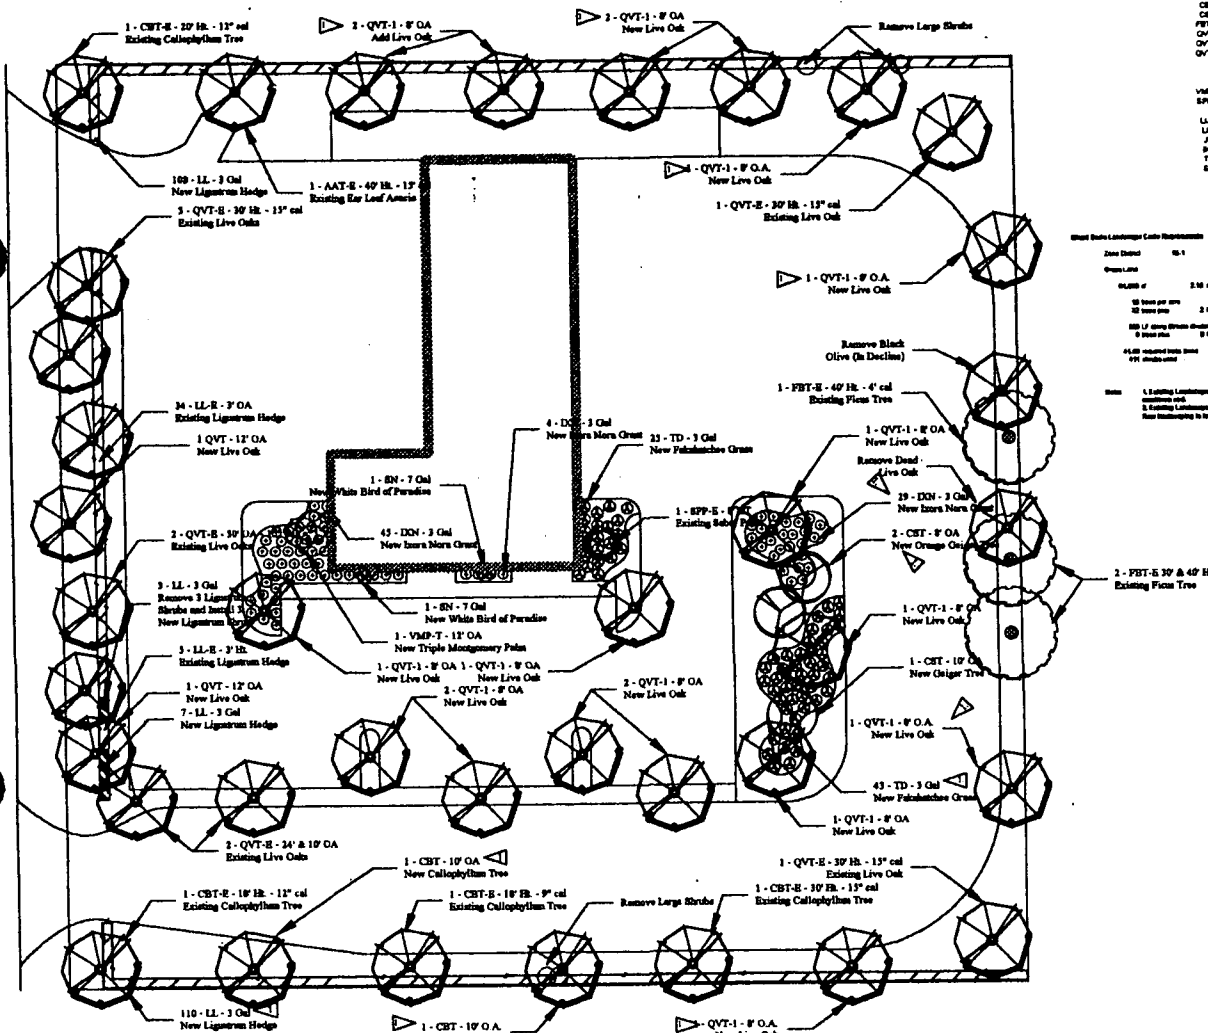 1 - CBT-E - 20' Ht. - 12" cal
Existing Callophyllum Tree
2 - QVT-1 - 8' OA
Add Live Oak
2 - QVT-1 - 8' OA
New Live Oak
Remove Large Shrubs
108 - LL - 3 Gal
New Ligustrum Hedge
1 - AAT-E - 40' Ht. - 15'
Existing Ear Leaf Acacia
- QVT-1 - 8' O.A.
New Live Oak
5 - QVT-E - 30' Ht. - 15" cal
Existing Live Oaks
1 - QVT-E - 30' Ht. - 15" cal
Existing Live Oak
1 - QVT-1 - 8' O.A.
New Live Oak
Zone District
Remove Black
Olive (In Decline)
1 - FBT-E - 40' Ht. - 4' cal
Existing Ficus Tree
34 - LL-E - 3' OA
Existing Ligustrum Hedge
1 QVT - 12' OA
New Live Oak
3 Gal
New Ixora Nora Grant
25 - TD - 3 Gal
New Fakahatchee Grass
1 - QVT-1 - 8' OA
New Live Oak
Remove Dead
Live Oak
1 - SN - 7 Gal
New White Bird of Paradise
29 - DXN - 3 Gal
New Ixora Nora Grant
45 - DXN - 3 Gal
New Ixora Nora Grant
1 - SPP-E
Existing
2 - QVT-E - 30' OA
Existing Live Oaks
2 - CST - 8' OA
New Orange Geiger
3 - LL - 3 Gal
Remove 3
Shrubs and Install 3
New Ligustrum
2 - FBT-E 30' & 40' H
Existing Ficus Tree
1 - SN - 7 Gal
New White Bird of Paradise
1 - QVT-1 - 8' OA
New Live Oak
1 - VMP-T - 12' OA
New Triple Montgomery Palm
5 - LL-E - 3' Ht.
Existing Ligustrum Hedge
1 - QVT-1 - 8' OA
New Live Oak
1 - QVT-1 - 8' OA
New Live Oak
1 - CST - 10' OA
New Geiger Tree
1 - QVT - 12' OA
New Live Oak
2 - QVT-1 - 8' OA
New Live Oak
2 - QVT-1 - 8' OA
New Live Oak
7 - LL - 3 Gal
New Ligustrum Hedge
1 - QVT-1 - 8' O.A.
New Live Oak
43 - TD - 3 Gal
New Fakahatchee Grass
1 - QVT-1 - 8' OA
New Live Oak
2 - QVT-E - 24' & 10' OA
Existing Live Oaks
1 - CBT - 10' OA
New Callophyllum Tree
1 - QVT-E - 30' Ht. - 15" cal
Existing Live Oak
1 - CBT-E - 18' Ht. - 12" cal
Existing Callophyllum Tree
1 - CBT-E - 18' Ht. - 9" cal
Existing Callophyllum Tree
Remove Large Shrubs
1 - CBT-E - 30' Ht. - 15" cal
Existing Callophyllum Tree
110 - LL - 3 Gal
New Ligustrum Hedge
1 - CBT - 10' O.A.
- QVT-1 - 8' O.A.
New Live Oak